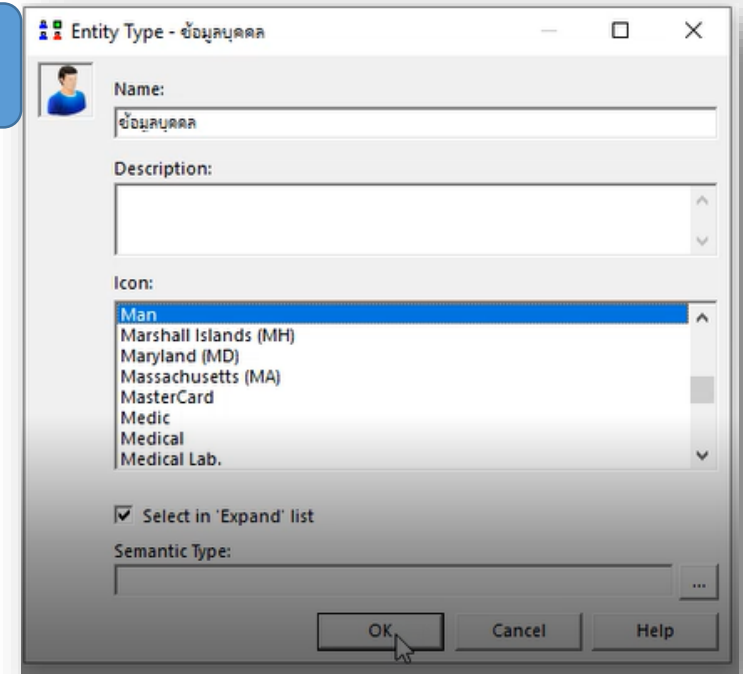 Entity Type - ข้อมูลบุคคล
Name:
ข้อมูลบุคคล
Description:
Icon:
Man
Marshall Islands (MH)
Maryland (MD)
Massachusetts (MA)
MasterCard
Medic
Medical
Medical Lab.
Select in 'Expand' list
Semantic Type:
...
OK
Cancel
Help